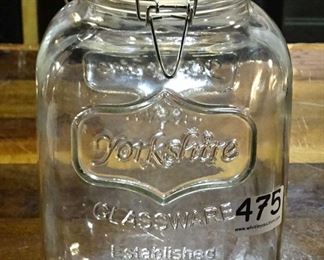 Yorkshire
GLASSWARE
Established
475